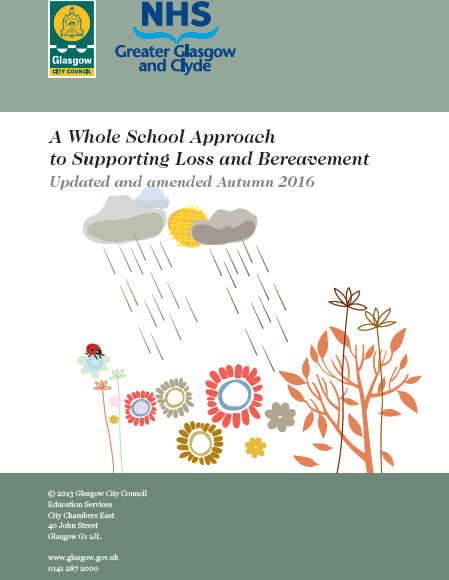 Glasgow
CITY COUNCIL
NHS
Greater Glasgow
and Clyde
A Whole School Approach
to Supporting Loss and Bereavement
Updated and amended Autumn 2016
© 2013 Glasgow City Council
Education Services
City Chambers East
40 John Street
Glasgow G1 1JL
www.glasgow.gov.uk
0141 287 2000